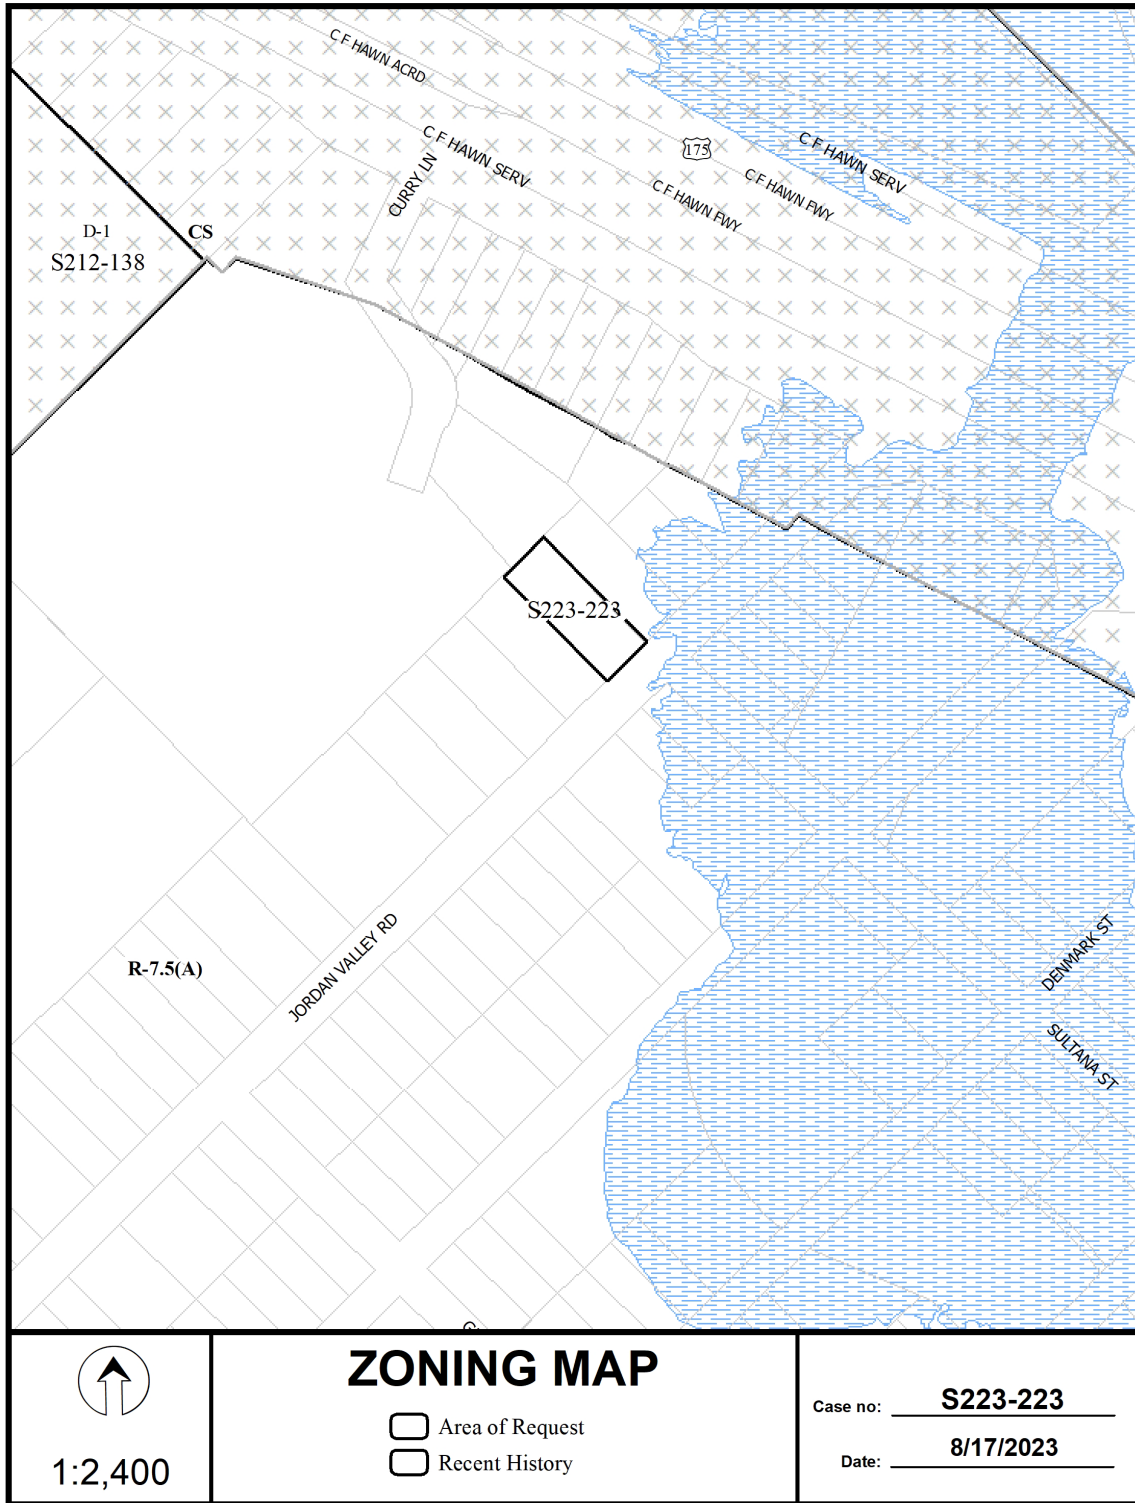 C F HAWN ACRD
C F HAWN SERV
175
C F HAWN SERV
CURRY LN
C F HAWN FWY
C F HAWN FWY
D-1
CS
S212-138
S223-223
JORDAN VALLEY RD
R-7.5(A)
DENMARK ST
SULTANA ST
ZONING MAP
Area of Request
Recent History
1:2,400
Case no: S223-223
Date: 8/17/2023